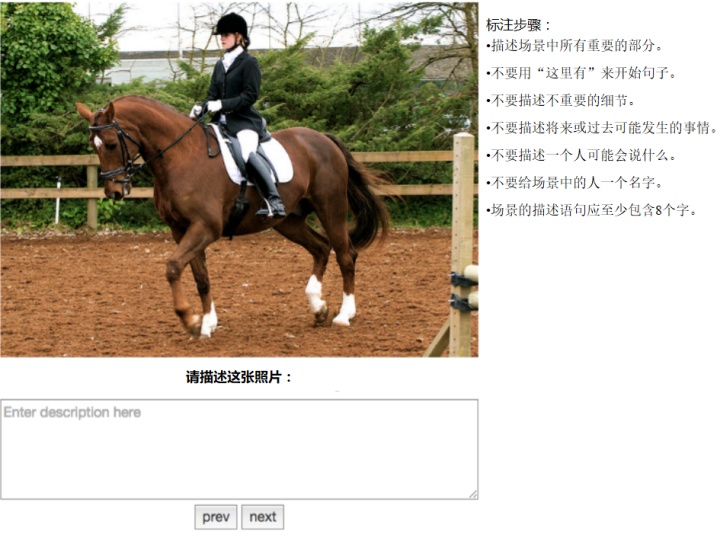 标注步骤：
•描述场景中所有重要的部分。
•不要用“这里有”来开始句子。
•不要描述不重要的细节。
•不要描述将来或过去可能发生的事情。
•不要描述一个人可能会说什么。
•不要给场景中的人一个名字。
•场景的描述语句应至少包含8个字。
请描述这张照片：
Enter description here
prev next